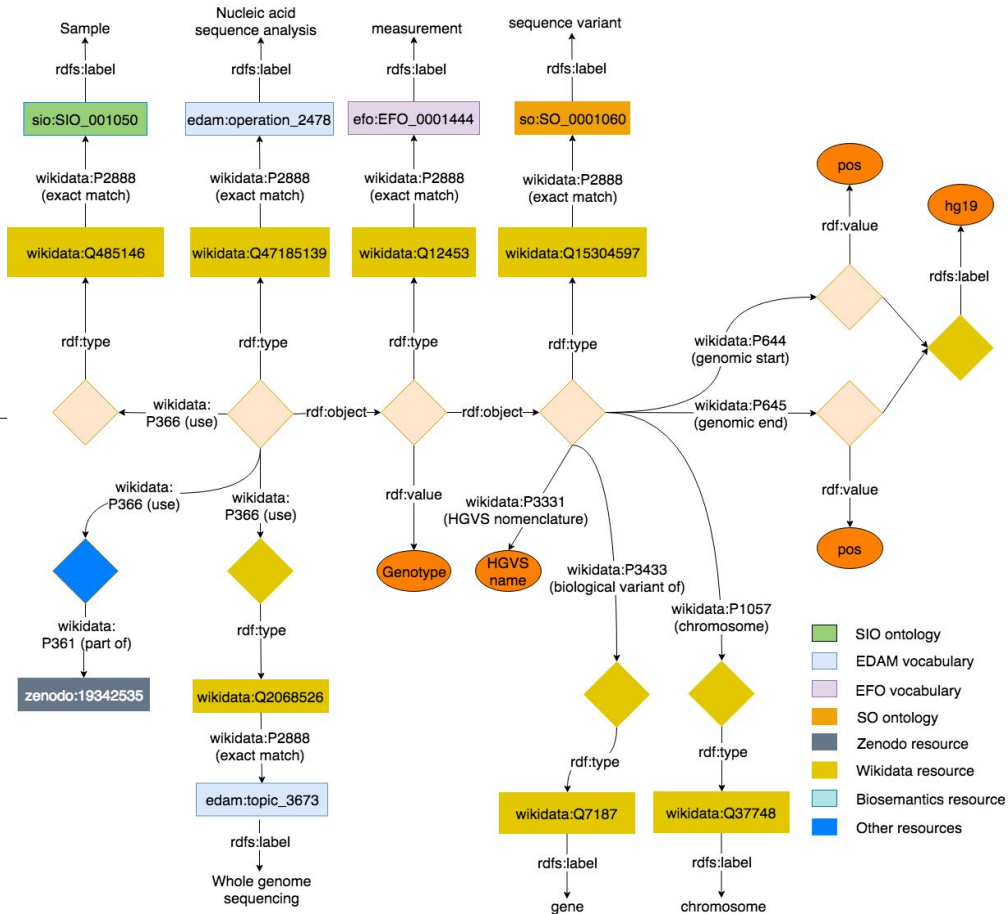 Sample
Nucleic acid
sequence analysis
measurement
sequence variant
rdfs:label
rdfs:label
rdfs:label
rdfs:label
sio:SIO_001050
edam:operation_2478
efo:EFO_0001444
so:SO_0001060
wikidata:P2888
(exact match)
wikidata:P2888
(exact match)
wikidata:P2888
(exact match)
wikidata:P2888
(exact match)
pos
hg19
wikidata:Q485146
wikidata:Q47185139
wikidata:Q12453
wikidata:Q15304597
rdf:value
rdfs:label
rdf:type
rdf:type
rdf:type
rdf:type
wikidata:P644
(genomic start)
wikidata:
P366 (use)
rdf:object
rdf:object
wikidata:P645
(genomic end)
wikidata:
P366 (use)
wikidata:
P366 (use)
rdf:value
wikidata:P3331
(HGVS nomenclature)
rdf:value
Genotype
HGVS
name
pos
wikidata:P3433
(biological variant of)
wikidata:P1057
(chromosome)
wikidata:
P361 (part of)
rdf:type
zenodo:19342535
wikidata:Q2068526
wikidata:P2888
(exact match)
rdf:type
rdf:type
edam:topic_3673
wikidata:Q7187
wikidata:Q37748
rdfs:label
rdfs:label
rdfs:label
Whole genome
sequencing
gene
chromosome
SIO ontology
EDAM vocabulary
EFO vocabulary
SO ontology
Zenodo resource
Wikidata resource
Biosemantics resource
Other resources